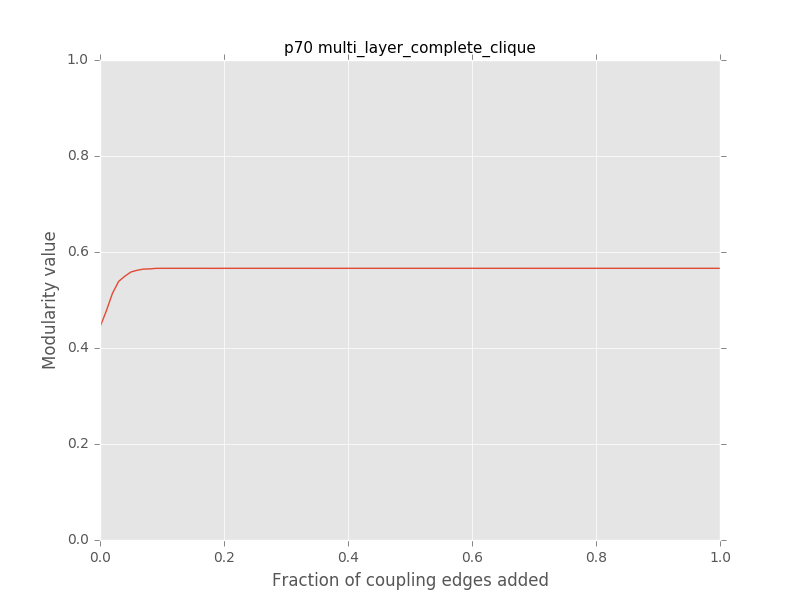 p70 multi_layer_complete_clique
1.0
0.8
0.6
0.4
0.2
0.0
Modularity value
0.0 0.2 0.4 0.6 0.8 1.0
Fraction of coupling edges added